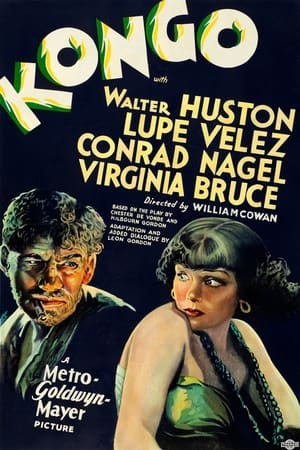 KONGO
with
WALTER HUSTON
LUPE VELEZ
CONRAD NAGEL
VIRGINIA BRUCE
Directed by WILLIAM COWAN
BASED ON THE PLAY BY
CHESTER DE VONDE AND
KILBOURN GORDON
ADAPTATION AND
ADDED DIALOGUE BY
LEON GORDON
A
Metro-
Goldwyn-
Mayer
PICTURE